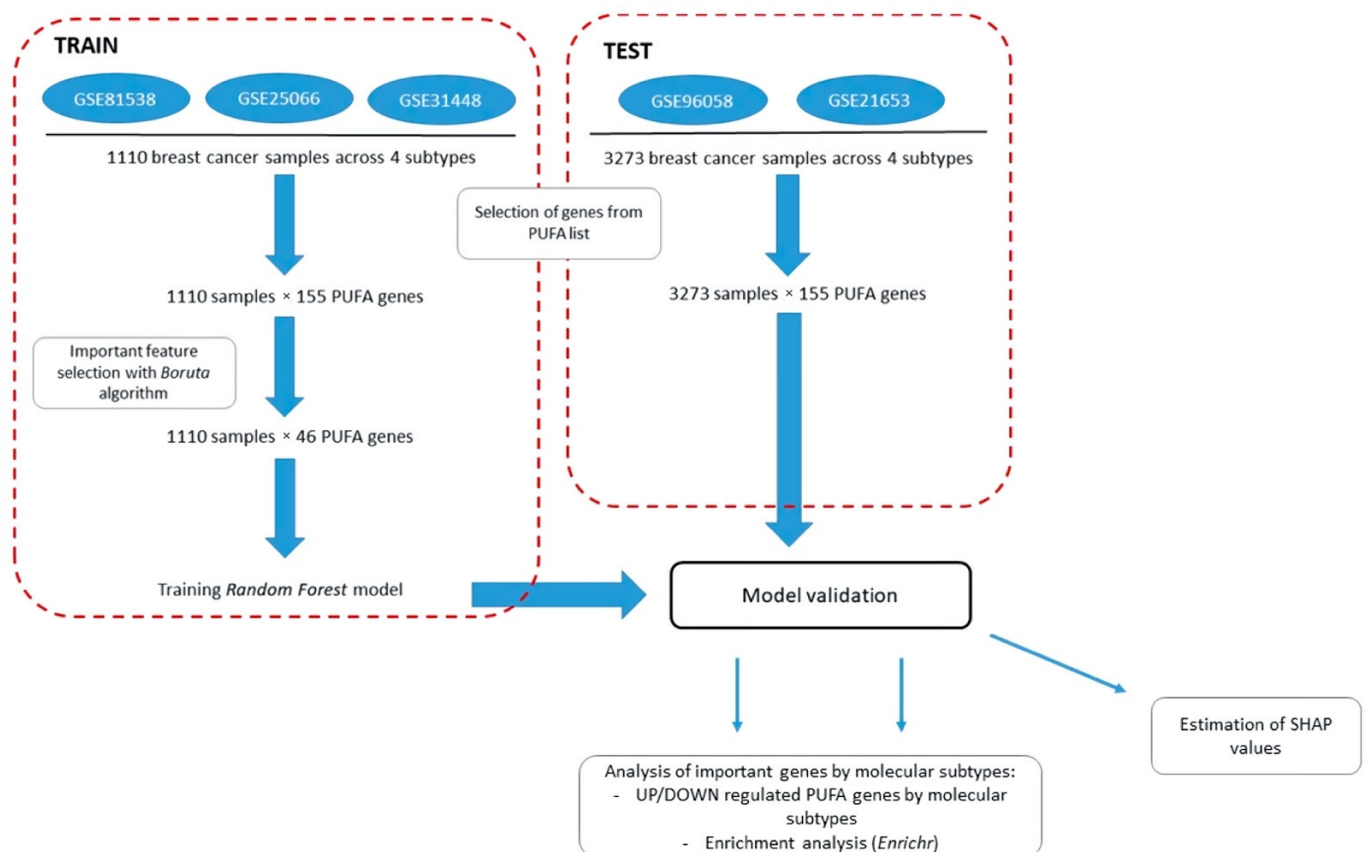 TRAIN
GSE81538
GSE25066
GSE31448
1110 breast cancer samples across 4 subtypes
1110 samples × 155 PUFA genes
Important feature
selection with Boruta
algorithm
1110 samples × 46 PUFA genes
Training Random Forest model
Selection of genes from
PUFA list
TEST
GSE96058
GSE21653
3273 breast cancer samples across 4 subtypes
3273 samples × 155 PUFA genes
Model validation
Analysis of important genes by molecular subtypes:
- UP/DOWN regulated PUFA genes by molecular
subtypes
- Enrichment analysis (Enrichr)
Estimation of SHAP
values